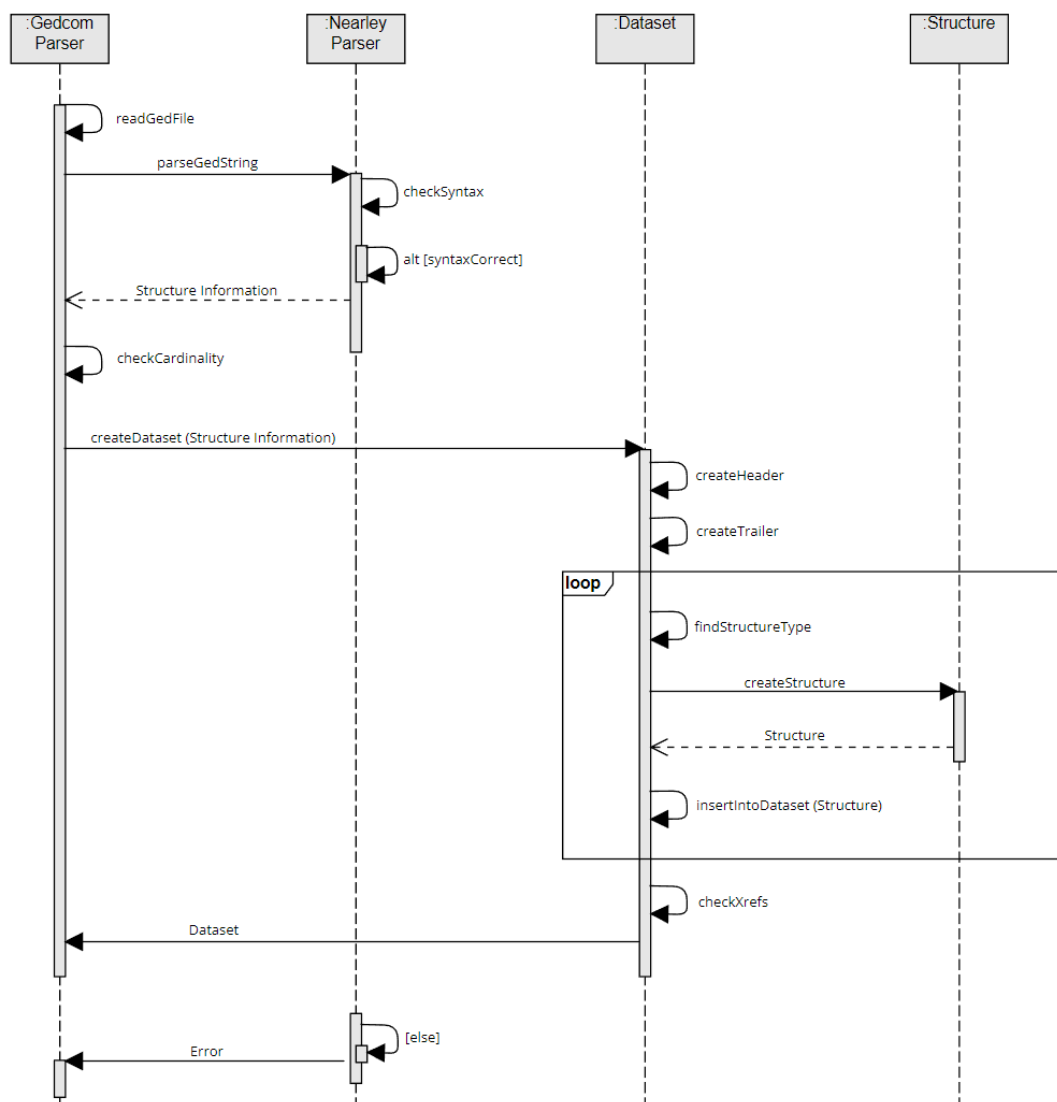 :Gedcom
Parser
:Nearley
Parser
:Dataset
:Structure
readGedFile
parseGedString
checkSyntax
alt [syntaxCorrect]
Structure Information
checkCardinality
createDataset (Structure Information)
createHeader
createTrailer
loop
findStructureType
createStructure
Structure
insertIntoDataset (Structure)
checkXrefs
Dataset
[else]
Error